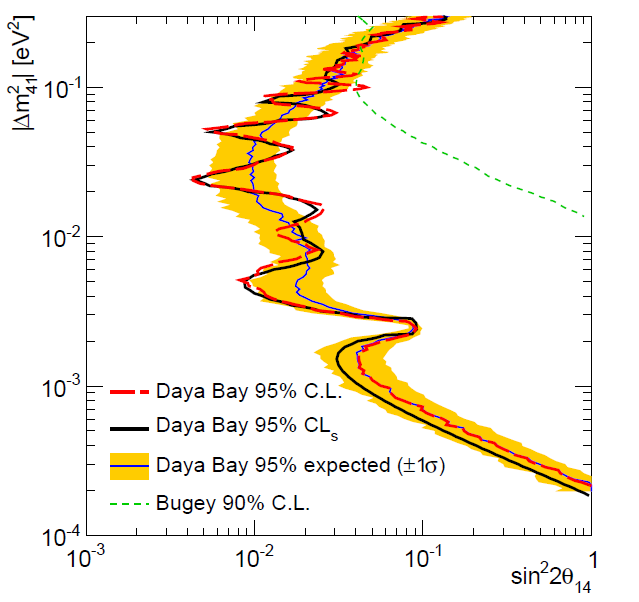 |Δm²₄₁| [eV²]
10⁻¹
10⁻²
10⁻³
10⁻⁴
Daya Bay 95% C.L.
Daya Bay 95% CLₛ
Daya Bay 95% expected (±1σ)
Bugey 90% C.L.
10⁻³ 10⁻² 10⁻¹ 1
sin²2θ₁₄